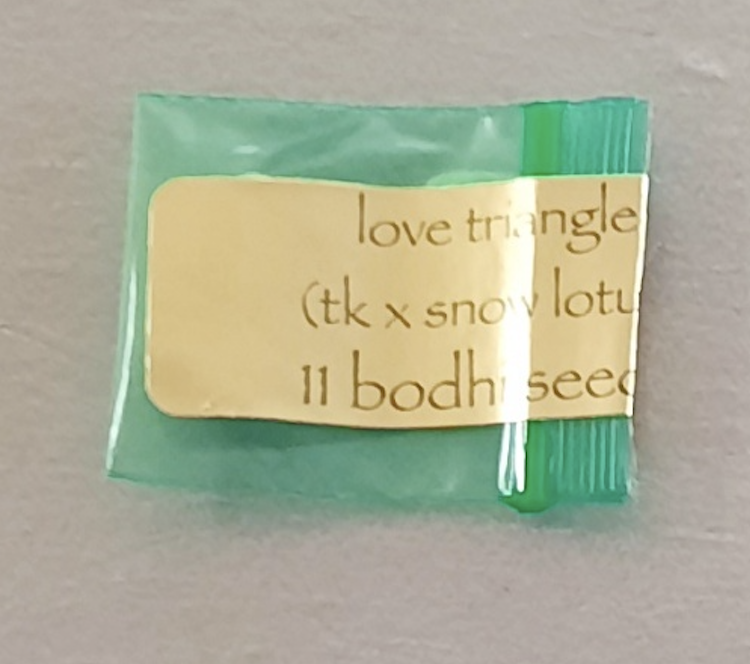 love triangle
(tk x snow lotu
11 bodhi seed